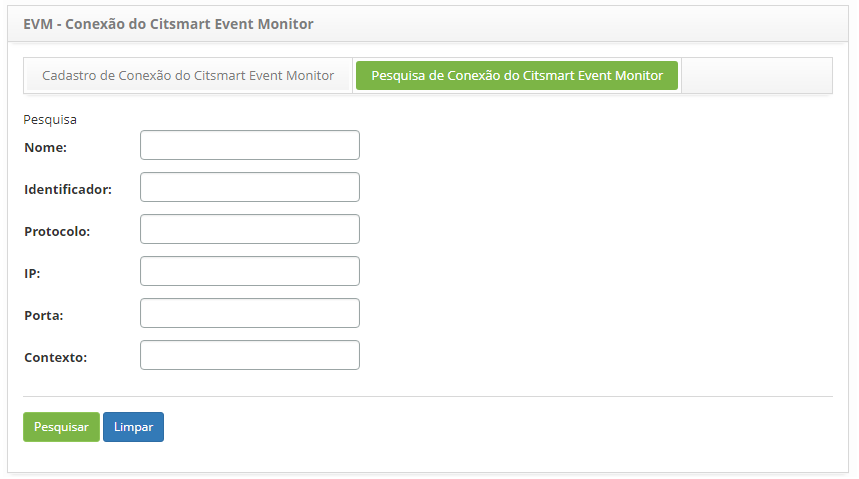 EVM - Conexão do Citsmart Event Monitor
Cadastro de Conexão do Citsmart Event Monitor
Pesquisa de Conexão do Citsmart Event Monitor
Pesquisa
Nome:
Identificador:
Protocolo:
IP:
Porta:
Contexto:
Pesquisar
Limpar